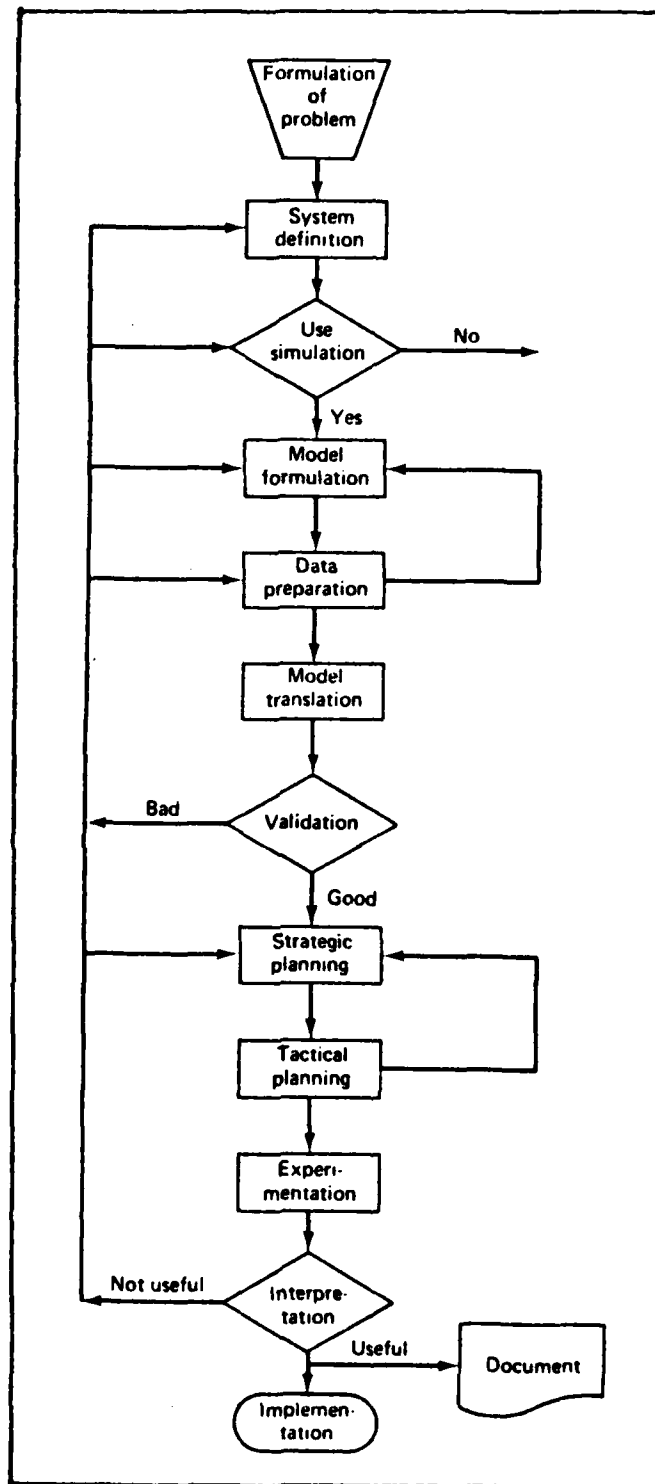 Formulation
of
problem
System
definition
Use
simulation
No
Yes
Model
formulation
Data
preparation
Model
translation
Bad
Validation
Good
Strategic
planning
Tactical
planning
Experi-
mentation
Not useful
Interpre-
tation
Useful
Document
Implemen-
tation